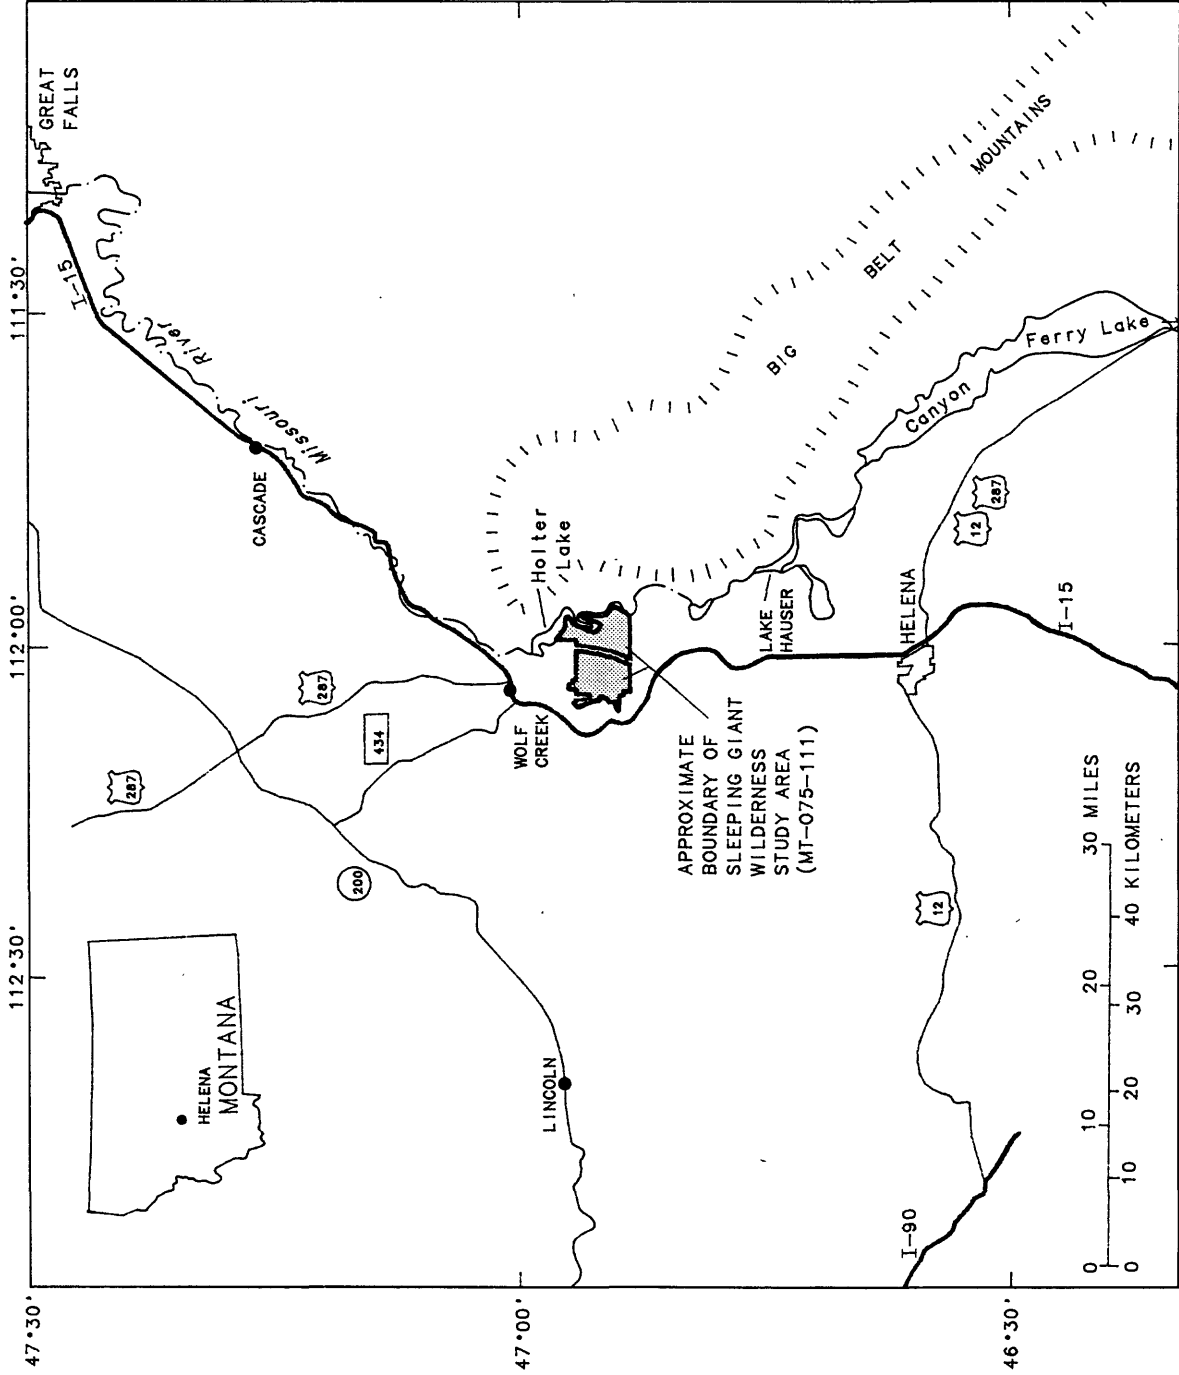 112°30'
112°00'
111°30'
47°30'
47°00'
46°30'
GREAT
FALLS
I-15
Missouri River
CASCADE
287
287
434
200
HELENA
MONTANA
WOLF
CREEK
Holter
Lake
LINCOLN
APPROXIMATE
BOUNDARY OF
SLEEPING GIANT
WILDERNESS
STUDY AREA
(MT-075-111)
LAKE
HAUSER
BIG BELT MOUNTAINS
Canyon Ferry Lake
HELENA
12
287
12
I-15
I-90
0 10 20 30 MILES
0 10 20 30 40 KILOMETERS